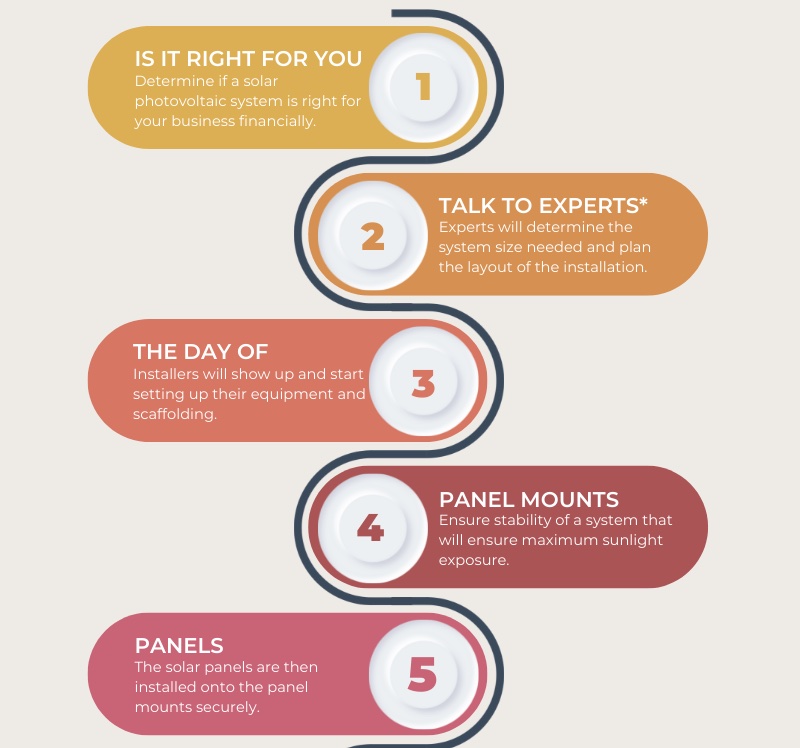 IS IT RIGHT FOR YOU
Determine if a solar
photovoltaic system is right for
your business financially.
1
2
TALK TO EXPERTS*
Experts will determine the
system size needed and plan
the layout of the installation.
THE DAY OF
Installers will show up and start
setting up their equipment and
scaffolding.
3
4
PANEL MOUNTS
Ensure stability of a system that
will ensure maximum sunlight
exposure.
PANELS
The solar panels are then
installed onto the panel
mounts securely.
5